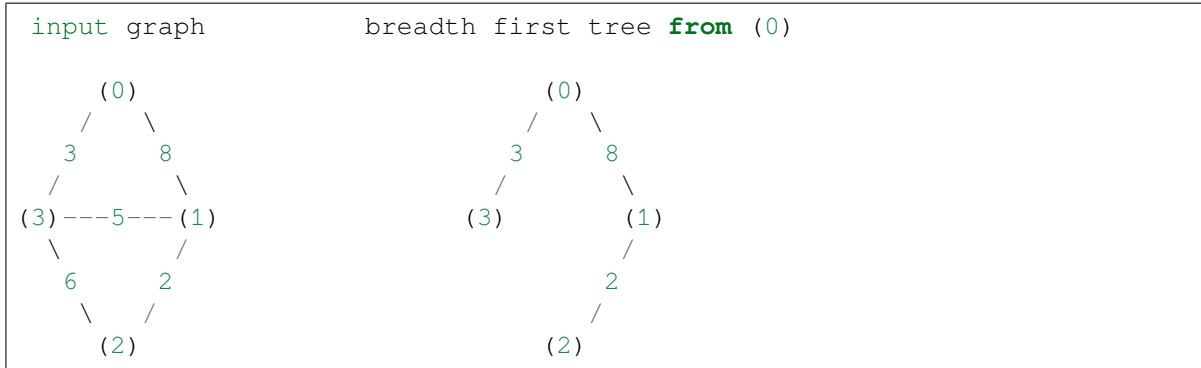 input graph             breadth first tree from (0)
     (0)                         (0)
    /   \                       /   \
   3     8                     3     8
  /       \                   /       \
(3)---5---(1)               (3)       (1)
  \       /                           /
   6     2                           2
    \   /                           /
     (2)                         (2)